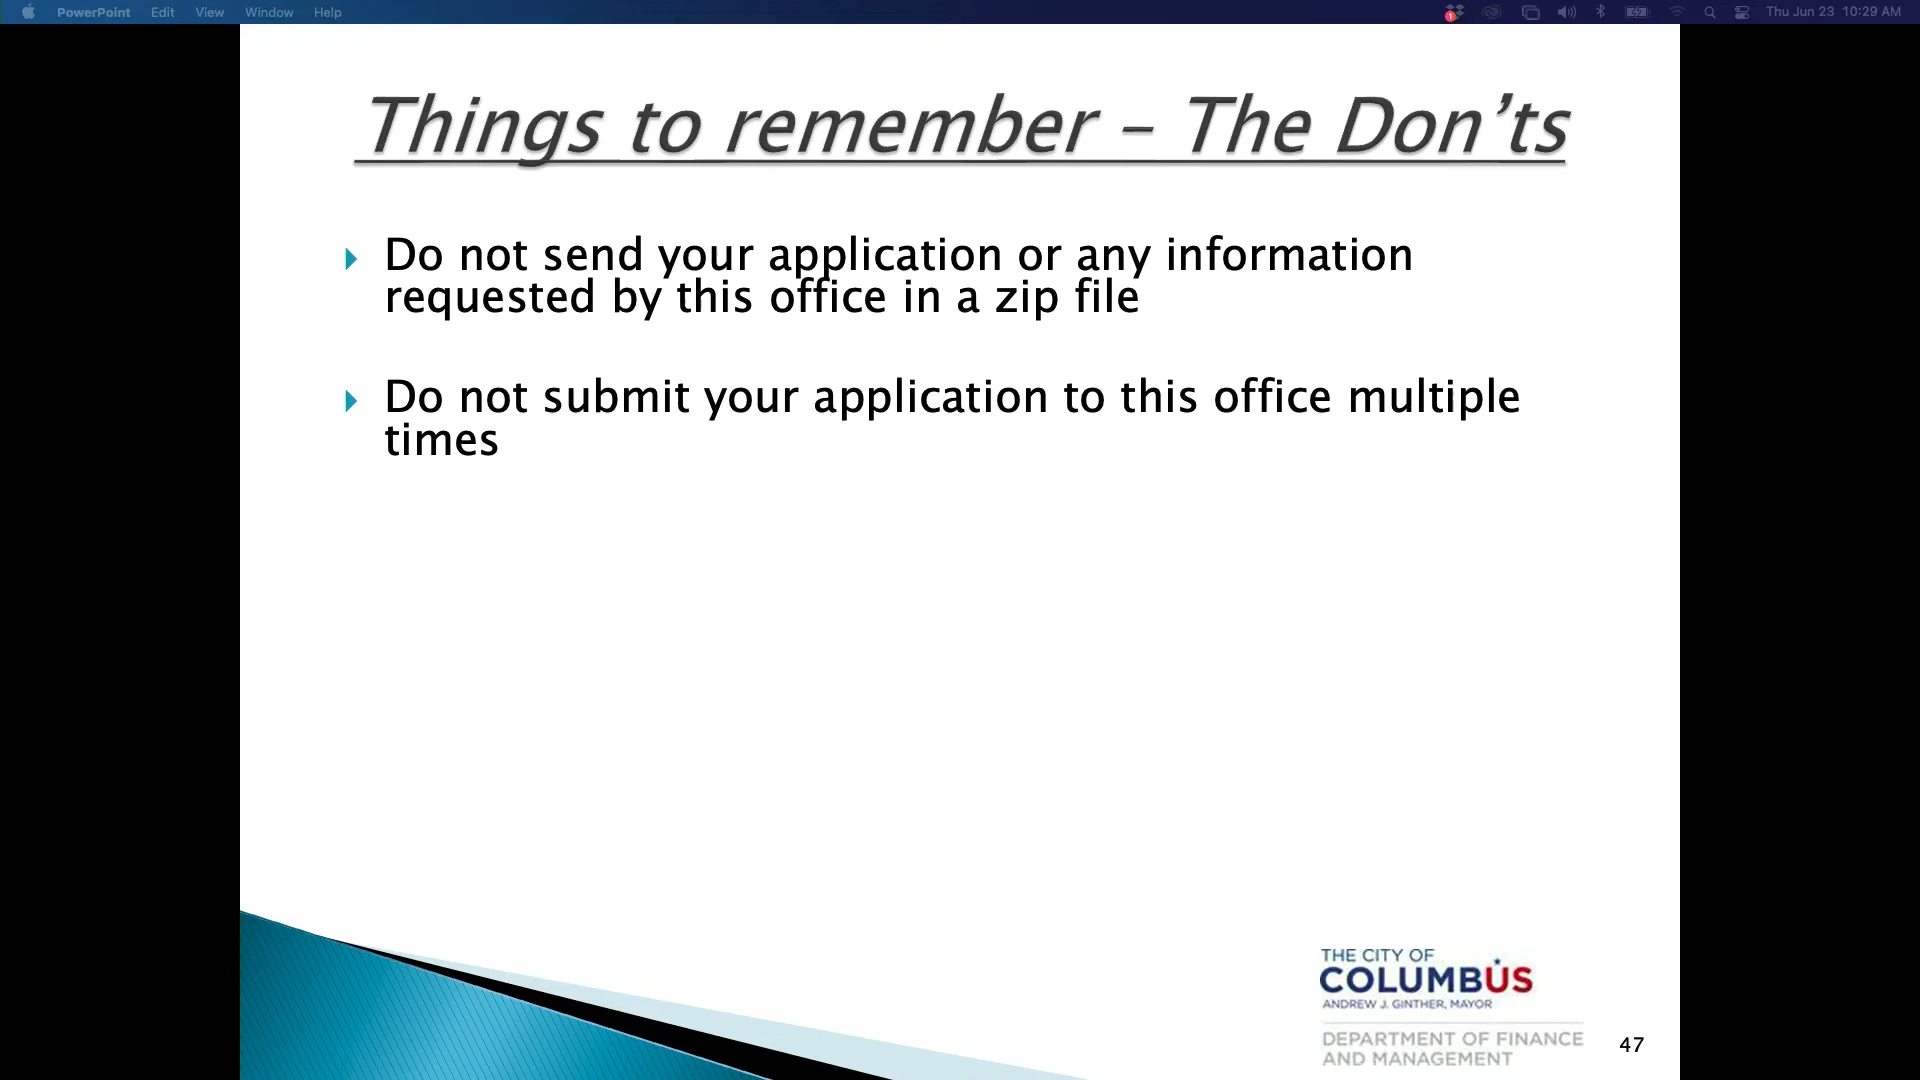 PowerPoint Edit View Window Help
1 Thu Jun 23 10:29 AM
Things to remember – The Don’ts
Do not send your application or any information
requested by this office in a zip file
Do not submit your application to this office multiple
times
THE CITY OF
COLUMBUS
ANDREW J. GINTHER, MAYOR
DEPARTMENT OF FINANCE
AND MANAGEMENT
47